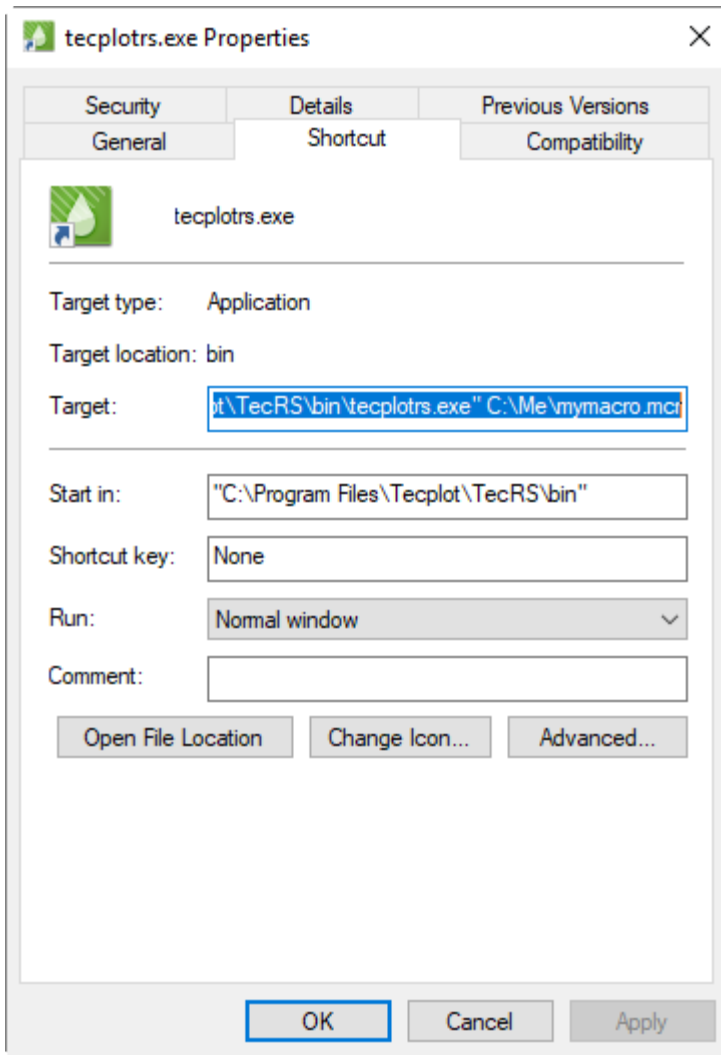 tecplotrs.exe Properties
Security Details Previous Versions
General Shortcut Compatibility
tecplotrs.exe
Target type: Application
Target location: bin
Target: ot\TecRS\bin\tecplotrs.exe" C:\Me\mymacro.mcr
Start in: "C:\Program Files\Tecplot\TecRS\bin"
Shortcut key: None
Run: Normal window
Comment:
Open File Location Change Icon... Advanced...
OK Cancel Apply